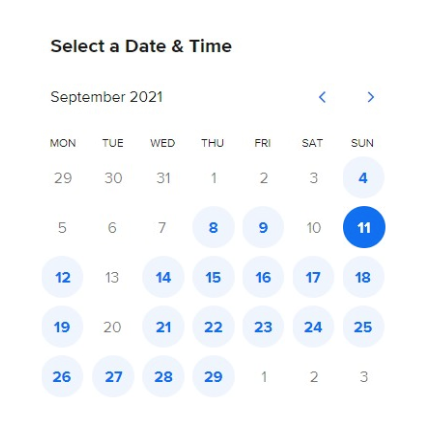 Select a Date & Time
September 2021
MON TUE WED THU FRI SAT SUN
29 30 31 1 2 3 4
5 6 7 8 9 10 11
12 13 14 15 16 17 18
19 20 21 22 23 24 25
26 27 28 29 1 2 3